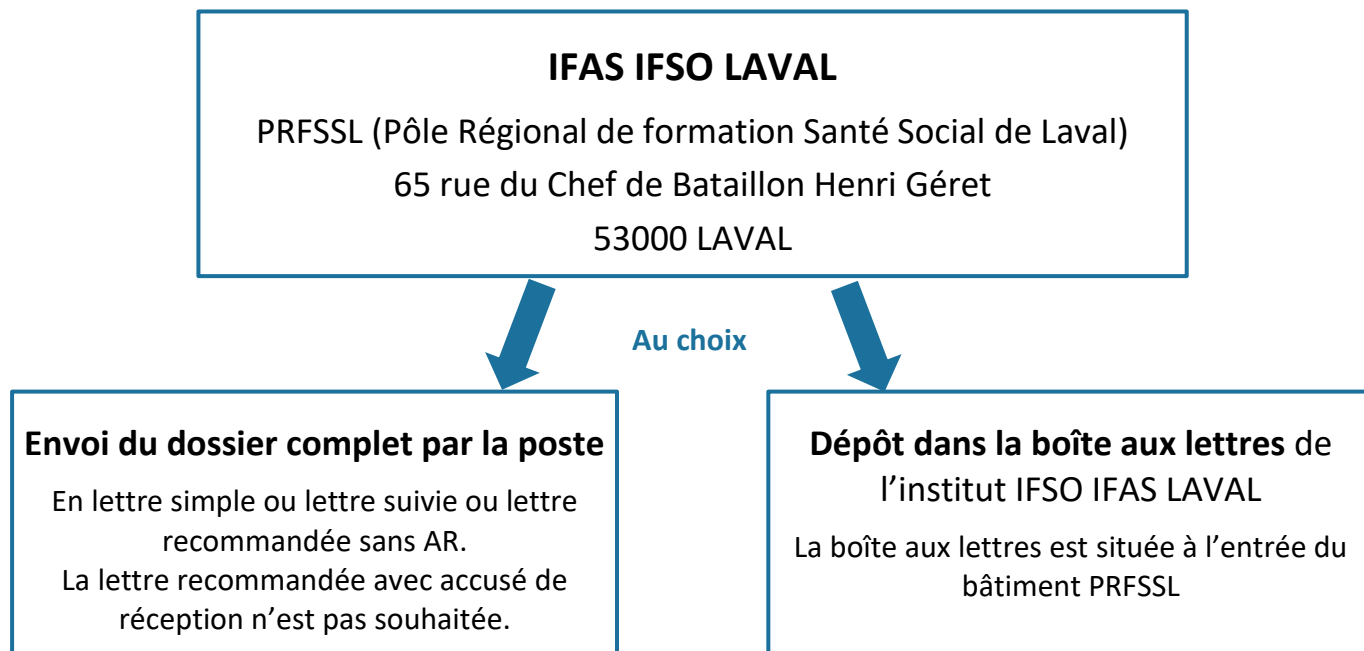 IFAS IFSO LAVAL
PRFSSL (Pôle Régional de formation Santé Social de Laval)
65 rue du Chef de Bataillon Henri Géret
53000 LAVAL
Au choix
Envoi du dossier complet par la poste
En lettre simple ou lettre suivie ou lettre
recommandée sans AR.
La lettre recommandée avec accusé de
réception n’est pas souhaitée.
Dépôt dans la boîte aux lettres de
l’institut IFSO IFAS LAVAL
La boîte aux lettres est située à l’entrée du
bâtiment PRFSSL